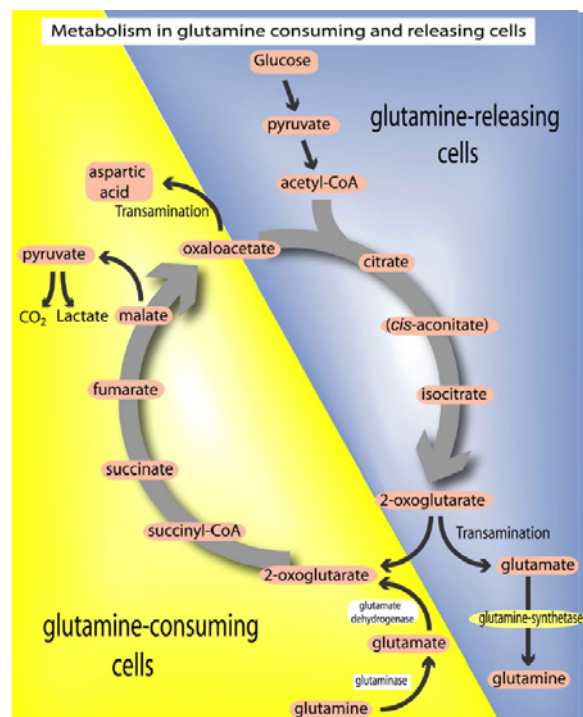 Metabolism in glutamine consuming and releasing cells
Glucose
pyruvate
glutamine-releasing
cells
acetyl-CoA
aspartic
acid
Transamination
oxaloacetate
citrate
pyruvate
CO₂
Lactate
malate
(cis-aconitate)
fumarate
isocitrate
succinate
2-oxoglutarate
succinyl-CoA
Transamination
2-oxoglutarate
glutamate
glutamate
dehydrogenase
glutamine-synthetase
glutamine-consuming
cells
glutamate
glutaminase
glutamine
glutamine